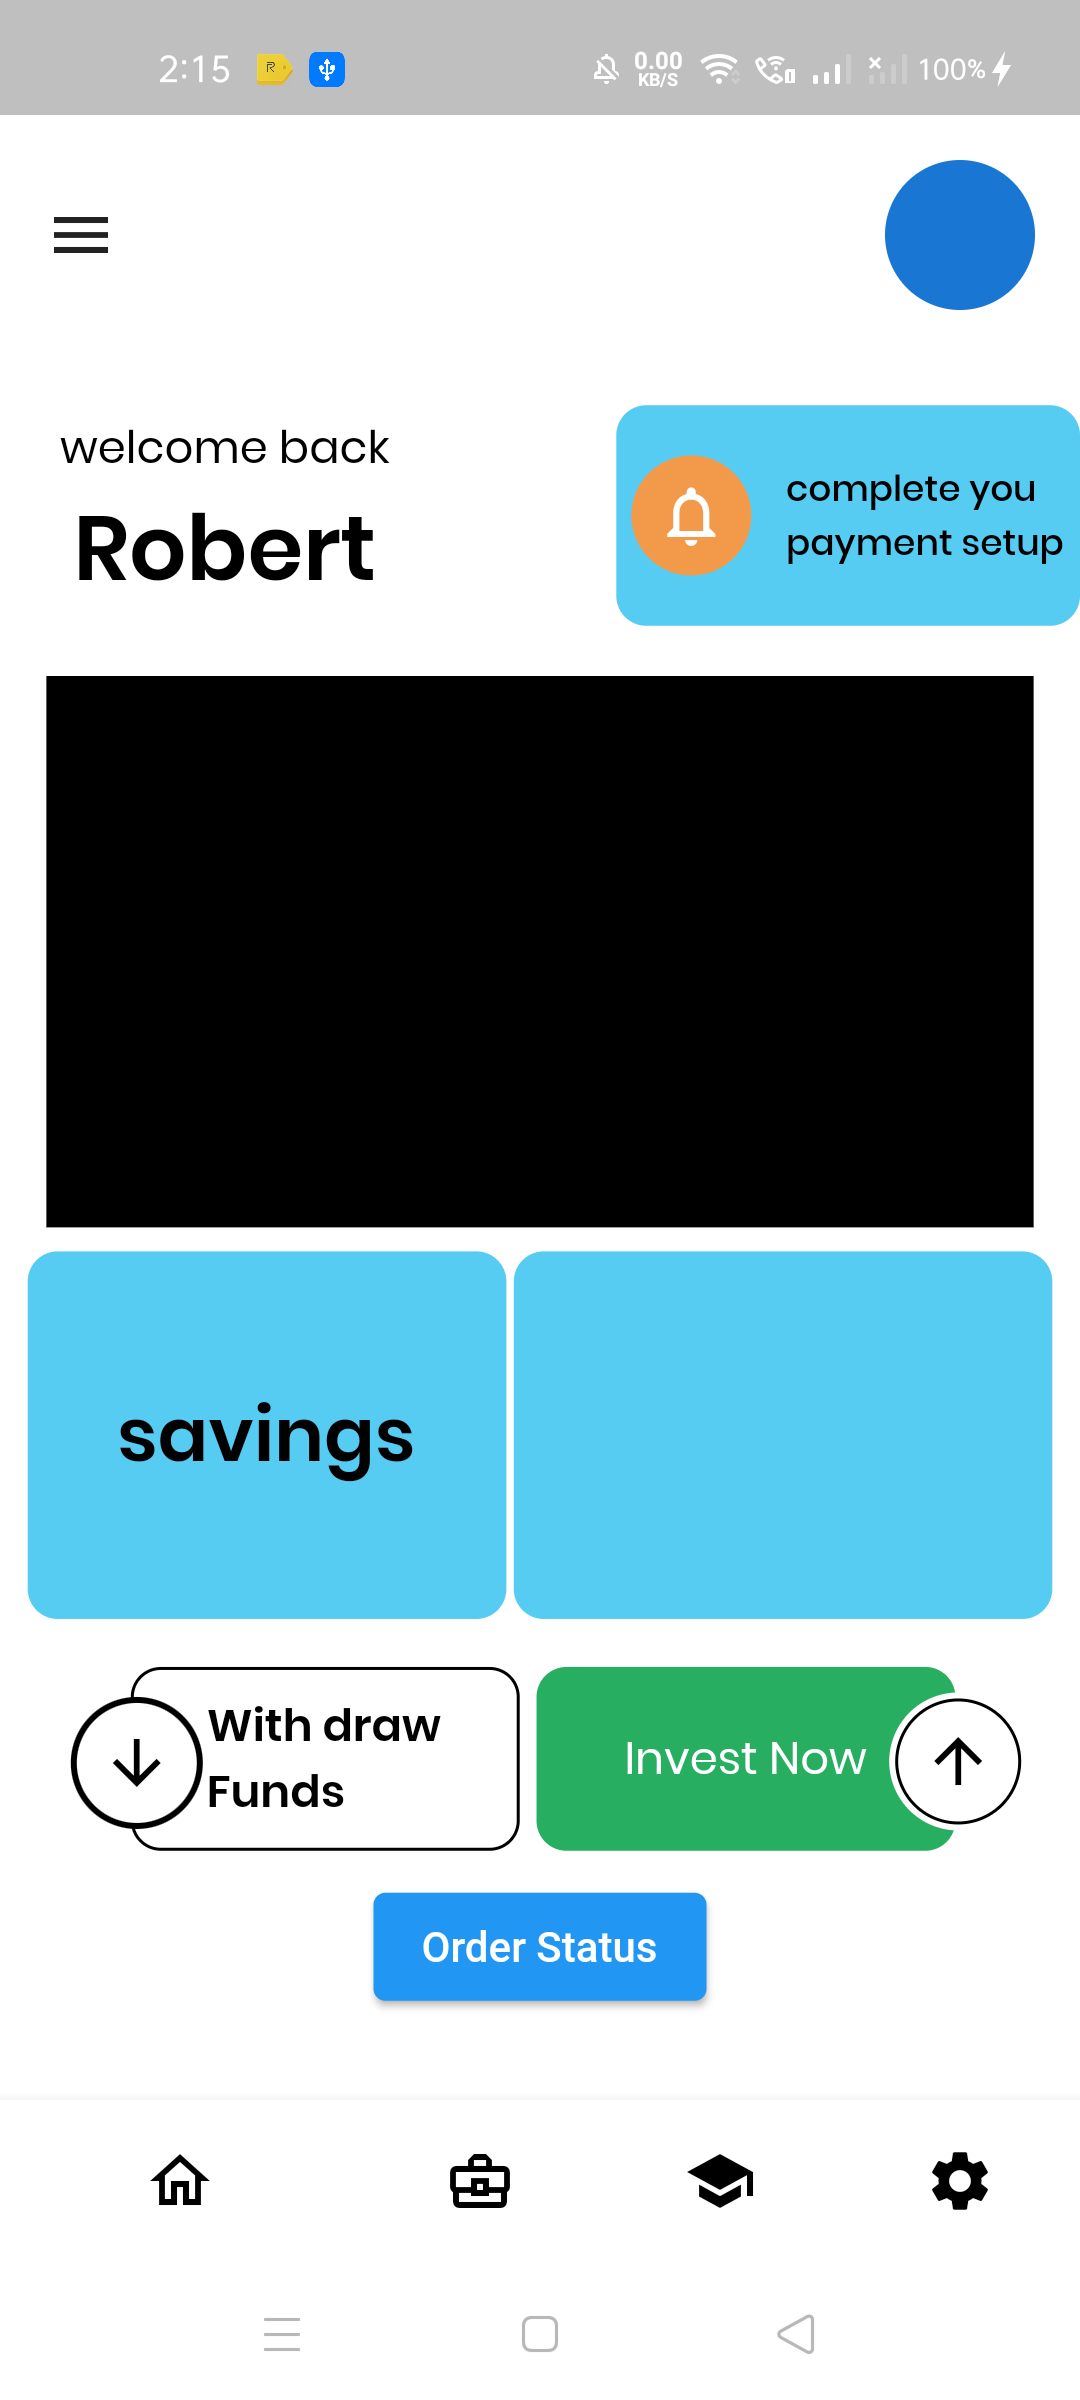 2:15
0.00
KB/S
100%
welcome back
Robert
complete you
payment setup
savings
With draw
Funds
Invest Now
Order Status